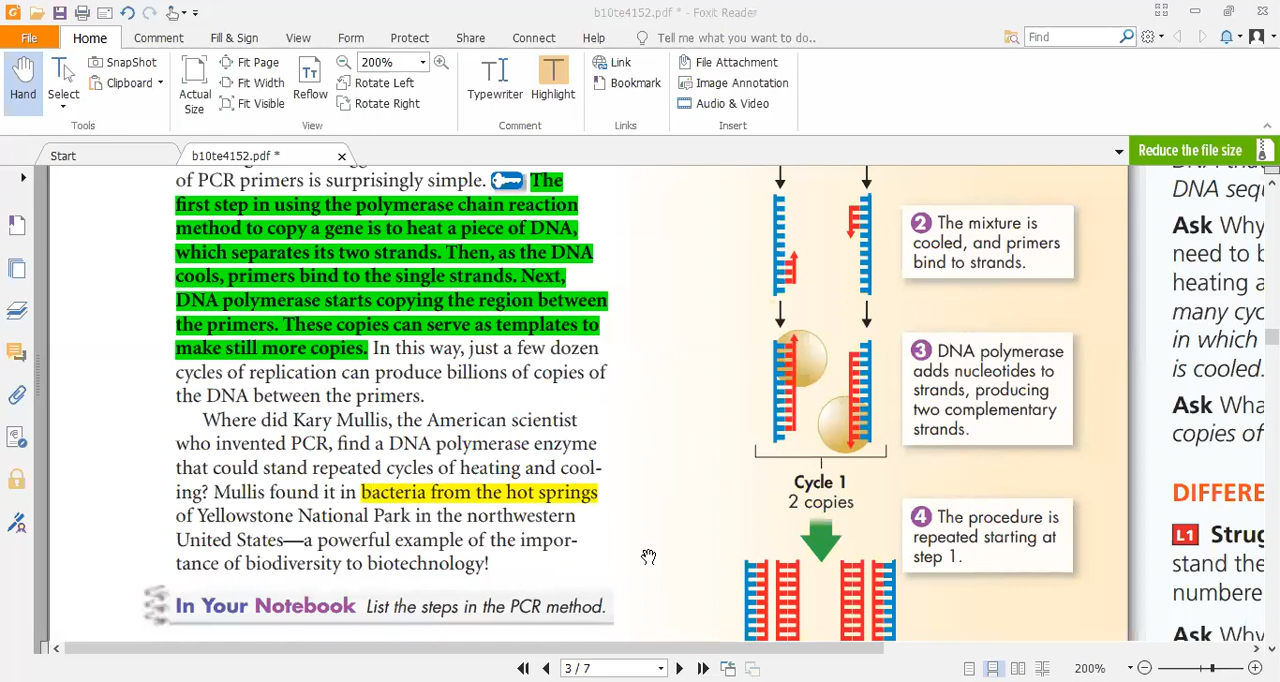 b10te4152.pdf * - Foxit Reader
File Home Comment Fill & Sign View Form Protect Share Connect Help Tell me what you want to do.. Find
Hand
Select
SnapShot
Clipboard
Tools
Actual
Size
Fit Page
Fit Width
Fit Visible
Reflow
200%
Rotate Left
Rotate Right
View
Typewriter
Highlight
Comment
Link
Bookmark
Links
File Attachment
Image Annotation
Audio & Video
Insert
Start
b10te4152.pdf *
Reduce the file size
of PCR primers is surprisingly simple. The
first step in using the polymerase chain reaction
method to copy a gene is to heat a piece of DNA,
which separates its two strands. Then, as the DNA
cools, primers bind to the single strands. Next,
DNA polymerase starts copying the region between
the primers. These copies can serve as templates to
make still more copies. In this way, just a few dozen
cycles of replication can produce billions of copies of
the DNA between the primers.
Where did Kary Mullis, the American scientist
who invented PCR, find a DNA polymerase enzyme
that could stand repeated cycles of heating and cool-
ing? Mullis found it in bacteria from the hot springs
of Yellowstone National Park in the northwestern
United States—a powerful example of the impor-
tance of biodiversity to biotechnology!
In Your Notebook List the steps in the PCR method.
2 The mixture is
cooled, and primers
bind to strands.
3 DNA polymerase
adds nucleotides to
strands, producing
two complementary
strands.
Cycle 1
2 copies
4 The procedure is
repeated starting at
step 1.
DNA sequ
Ask Why
need to b
heating a
many cyc
in which
is cooled.
Ask Wha
copies of
DIFFERE
L1 Strug
stand the
numbere
Ask Why
3 / 7
200%